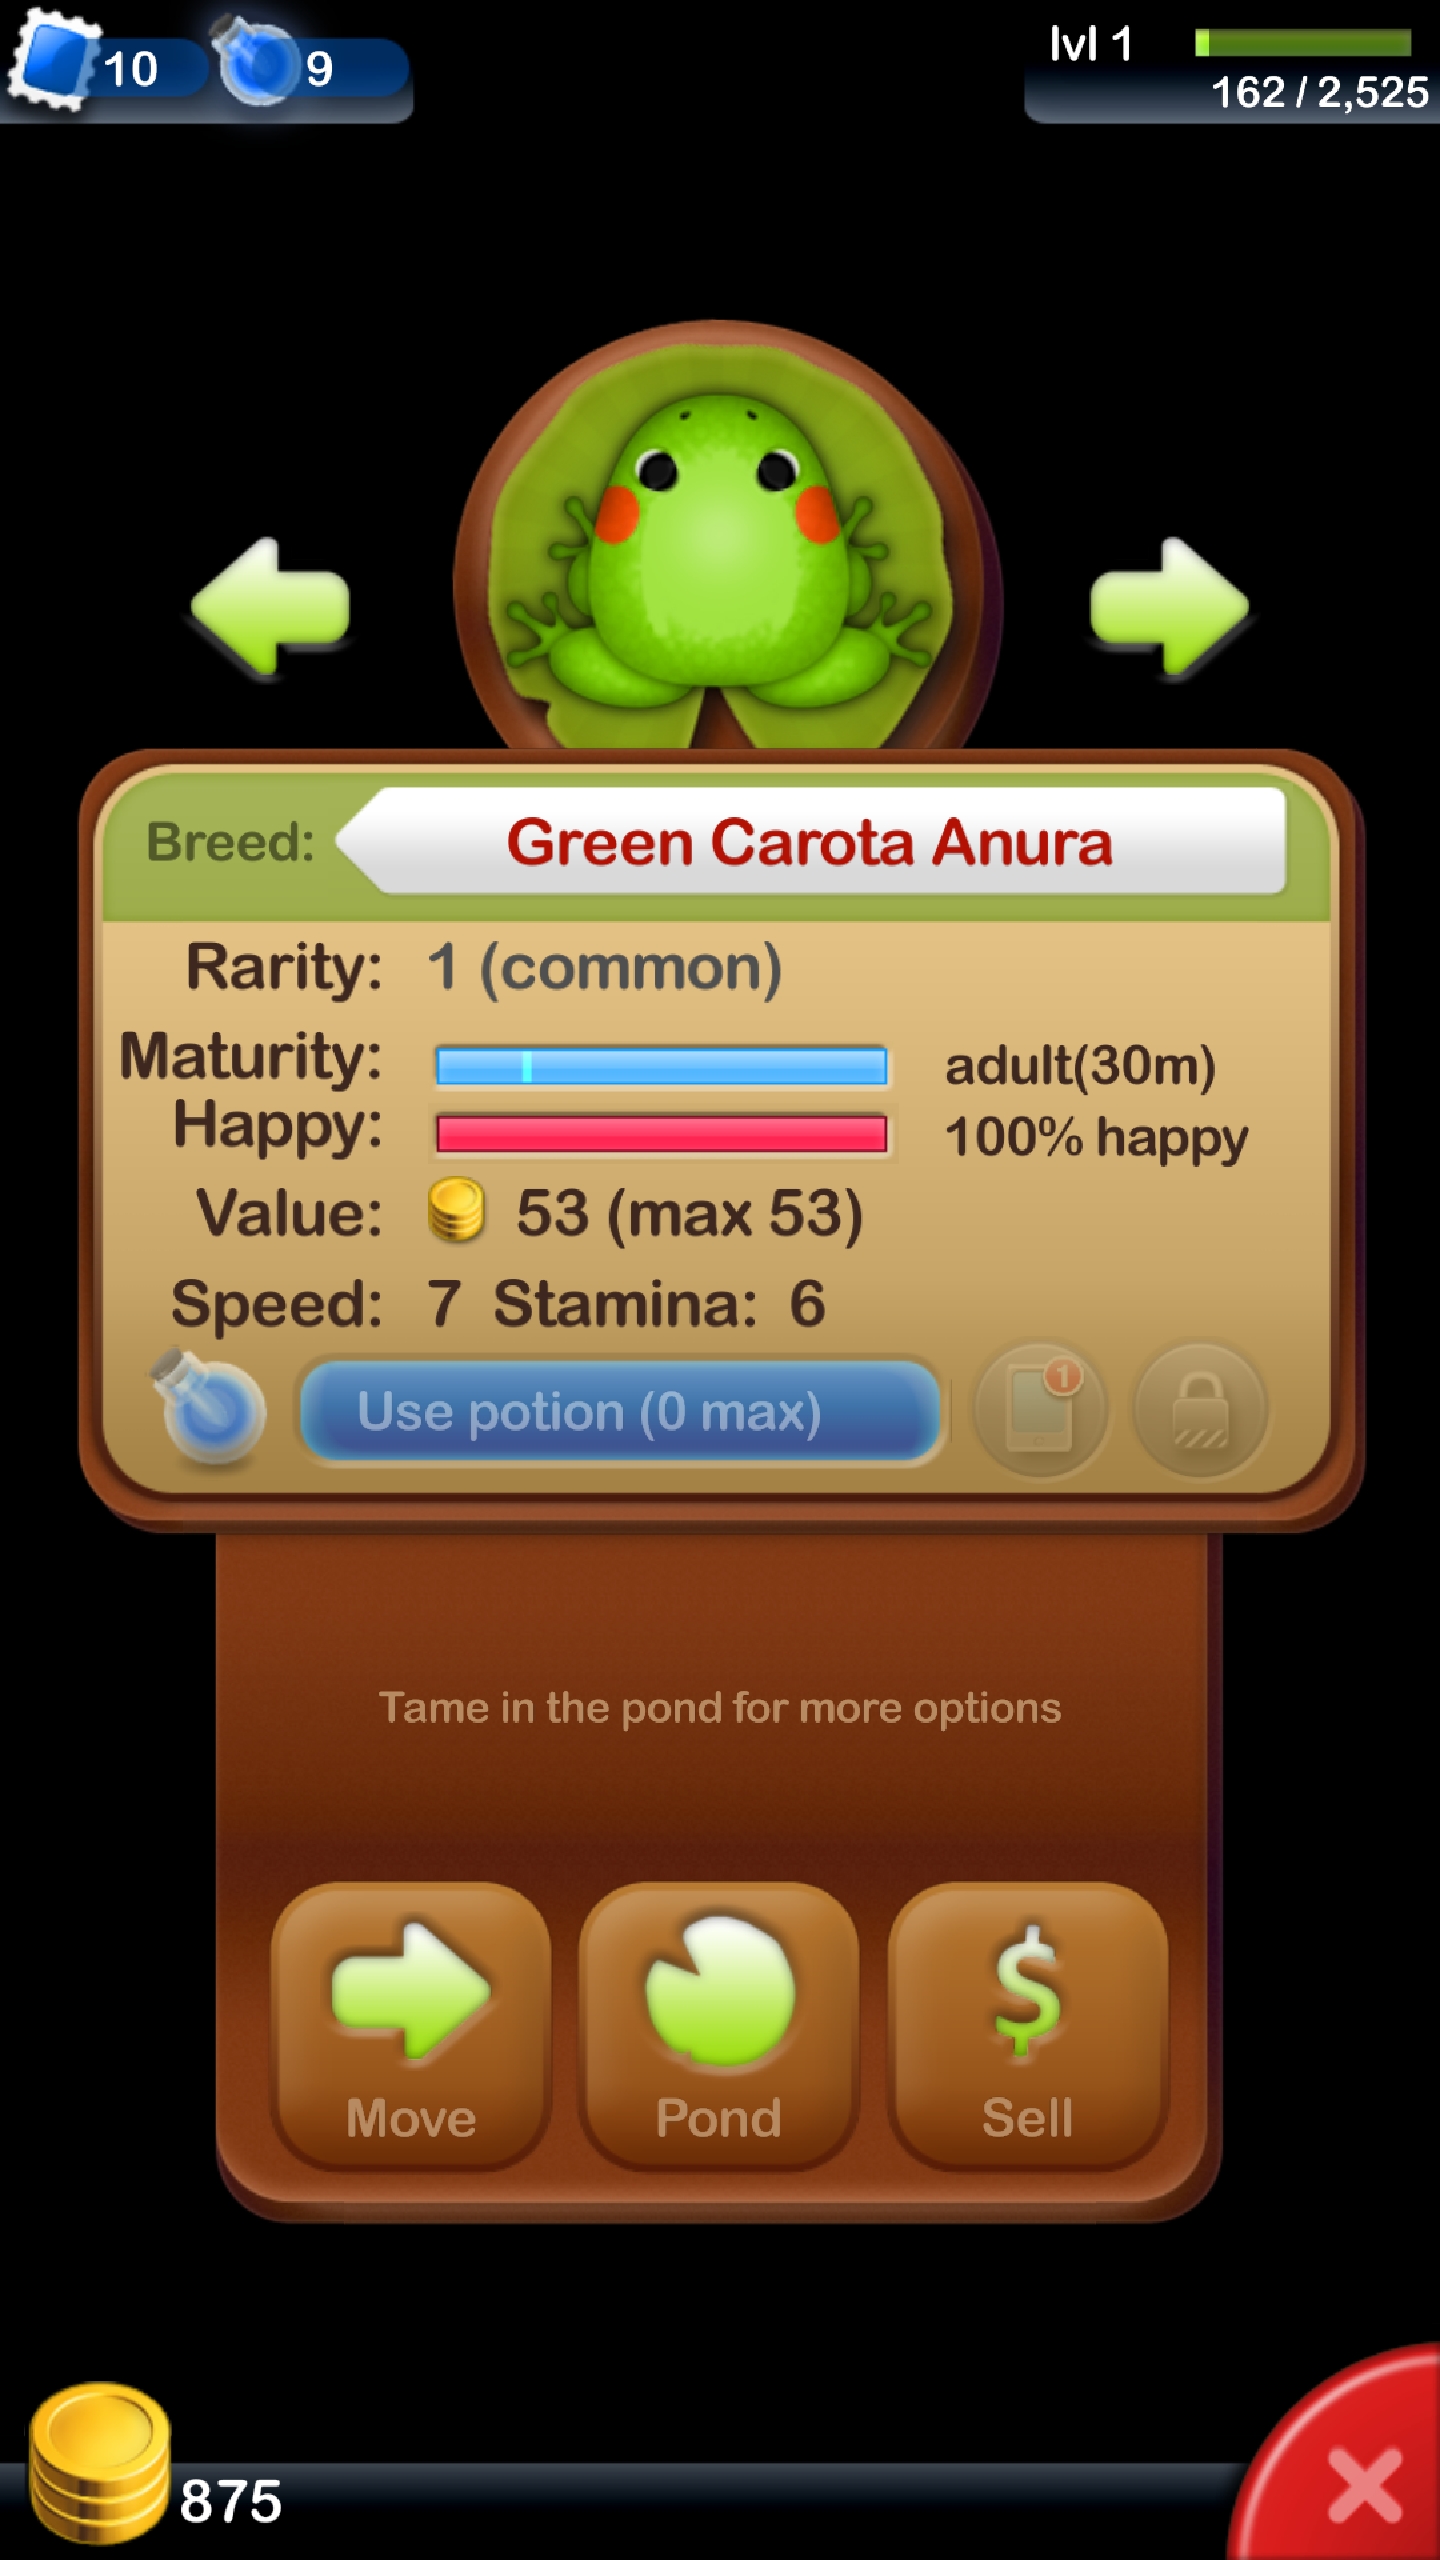 10
9
lvl 1
162 / 2,525
Breed: Green Carota Anura
Rarity: 1 (common)
Maturity: adult(30m)
Happy: 100% happy
Value: 53 (max 53)
Speed: 7 Stamina: 6
Use potion (0 max)
1
Tame in the pond for more options
Move
Pond
$
Sell
875